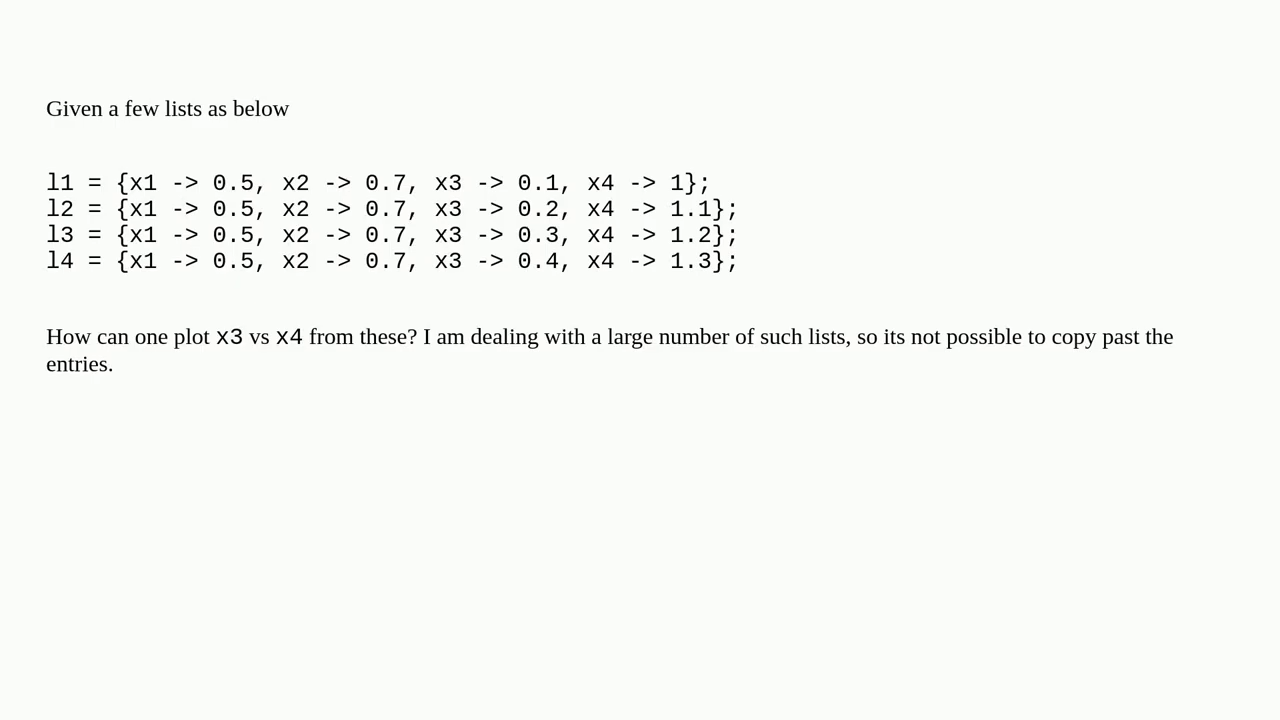 Given a few lists as below
l1 = {x1 -> 0.5, x2 -> 0.7, x3 -> 0.1, x4 -> 1};
l2 = {x1 -> 0.5, x2 -> 0.7, x3 -> 0.2, x4 -> 1.1};
l3 = {x1 -> 0.5, x2 -> 0.7, x3 -> 0.3, x4 -> 1.2};
l4 = {x1 -> 0.5, x2 -> 0.7, x3 -> 0.4, x4 -> 1.3};
How can one plot x3 vs x4 from these? I am dealing with a large number of such lists, so its not possible to copy past the
entries.